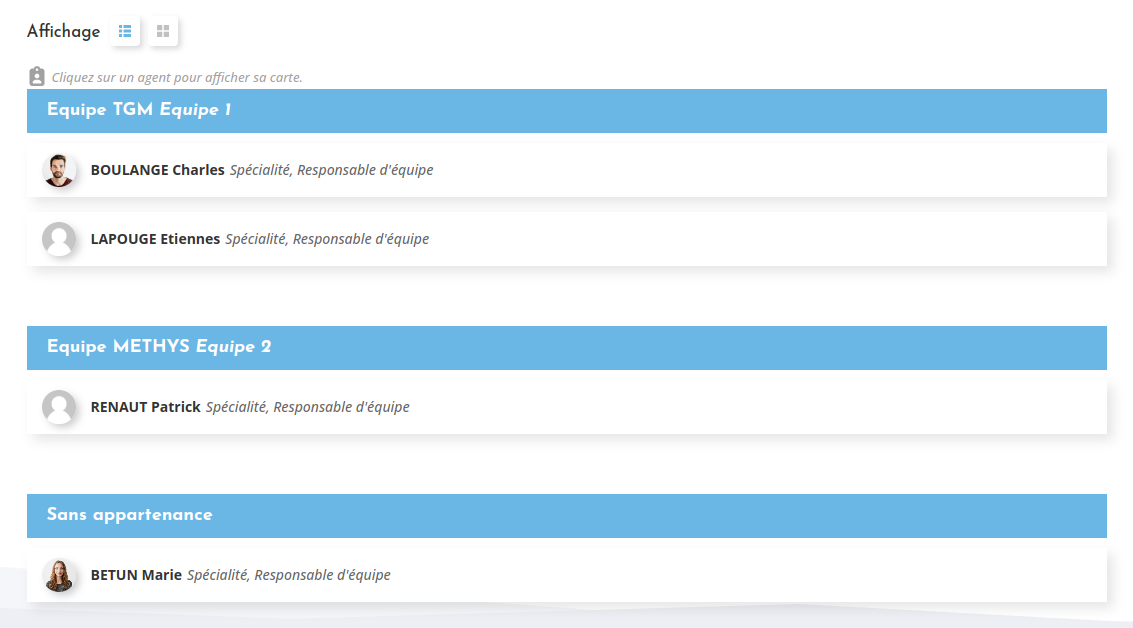 Affichage
Cliquez sur un agent pour afficher sa carte.
Equipe TGM Equipe 1
BOULANGE Charles Spécialité, Responsable d'équipe
LAPOUGE Etiennes Spécialité, Responsable d'équipe
Equipe METHYS Equipe 2
RENAUT Patrick Spécialité, Responsable d'équipe
Sans appartenance
BETUN Marie Spécialité, Responsable d'équipe